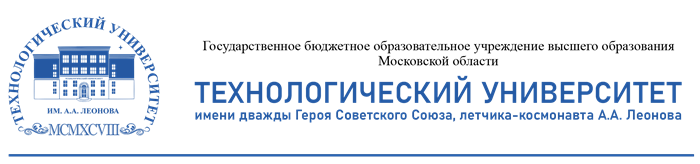 ТЕХНОЛОГИЧЕСКИЙ УНИВЕРСИТЕТ
ИМ. А.А. ЛЕОНОВА
MCMXCVIII
Государственное бюджетное образовательное учреждение высшего образования
Московской области
ТЕХНОЛОГИЧЕСКИЙ УНИВЕРСИТЕТ
имени дважды Героя Советского Союза, летчика-космонавта А.А. Леонова